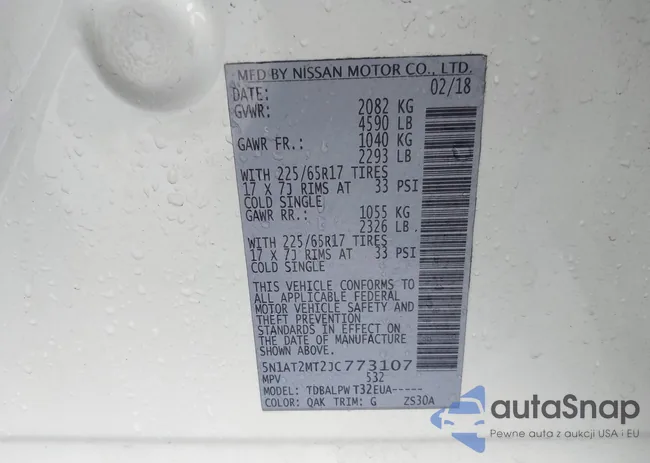 MFD BY NISSAN MOTOR CO., LTD.
DATE: 02/18
GVWR: 2082 KG
4590 LB
GAWR FR.: 1040 KG
2293 LB
WITH 225/65R17 TIRES
17 X 7J RIMS AT 33 PSI
COLD SINGLE
GAWR RR.: 1055 KG
2326 LB
WITH 225/65R17 TIRES
17 X 7J RIMS AT 33 PSI
COLD SINGLE
THIS VEHICLE CONFORMS TO
ALL APPLICABLE FEDERAL
MOTOR VEHICLE SAFETY AND
THEFT PREVENTION
STANDARDS IN EFFECT ON
THE DATE OF MANUFACTURE
SHOWN ABOVE.
5N1AT2MT2JC773107
MPV 532
MODEL: TDBALPW T32EUA-----
COLOR: QAK TRIM: G ZS30A
autoSnap
Pewne auta z aukcji USA i EU